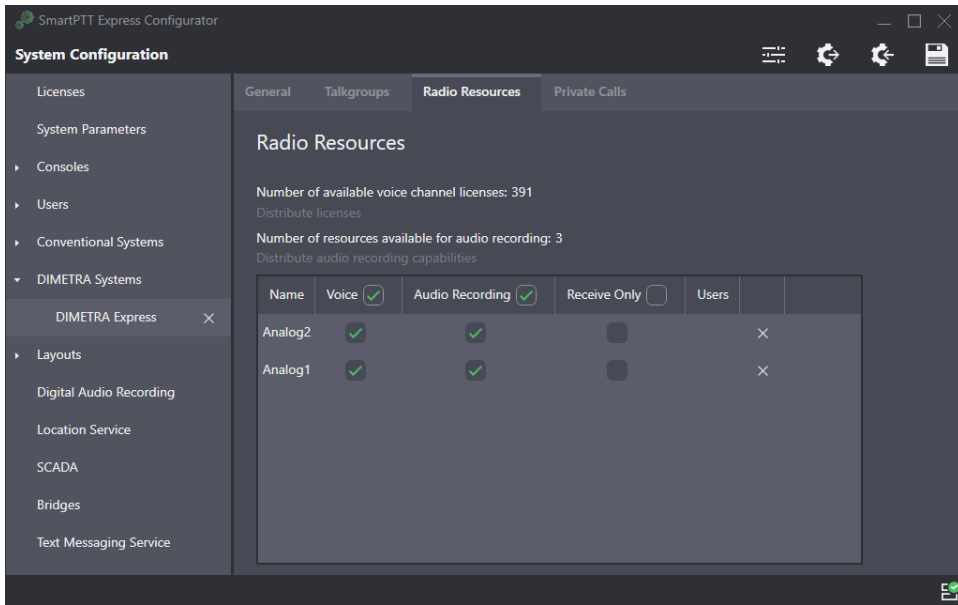 SmartPTT Express Configurator
System Configuration
Licenses
System Parameters
Consoles
Users
Conventional Systems
DIMETRA Systems
DIMETRA Express
Layouts
Digital Audio Recording
Location Service
SCADA
Bridges
Text Messaging Service
General Talkgroups Radio Resources Private Calls
Radio Resources
Number of available voice channel licenses: 391
Distribute licenses
Number of resources available for audio recording: 3
Distribute audio recording capabilities
Name Voice Audio Recording Receive Only Users
Analog2
Analog1